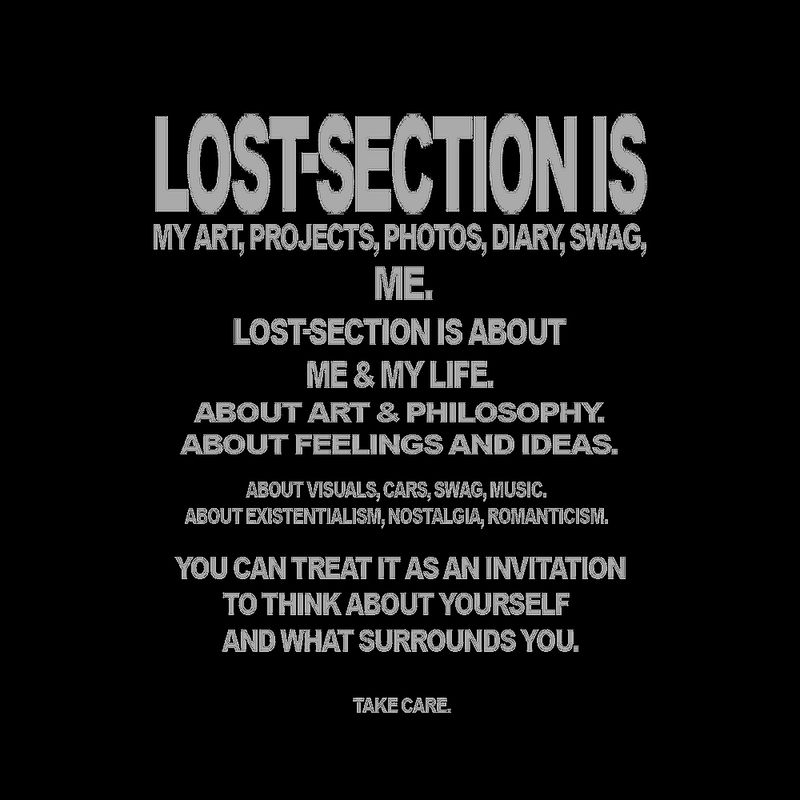 LOST-SECTION IS
MY ART, PROJECTS, PHOTOS, DIARY, SWAG,
ME.
LOST-SECTION IS ABOUT
ME & MY LIFE.
ABOUT ART & PHILOSOPHY.
ABOUT FEELINGS AND IDEAS.
ABOUT VISUALS, CARS, SWAG, MUSIC.
ABOUT EXISTENTIALISM, NOSTALGIA, ROMANTICISM.
YOU CAN TREAT IT AS AN INVITATION
TO THINK ABOUT YOURSELF
AND WHAT SURROUNDS YOU.
TAKE CARE.